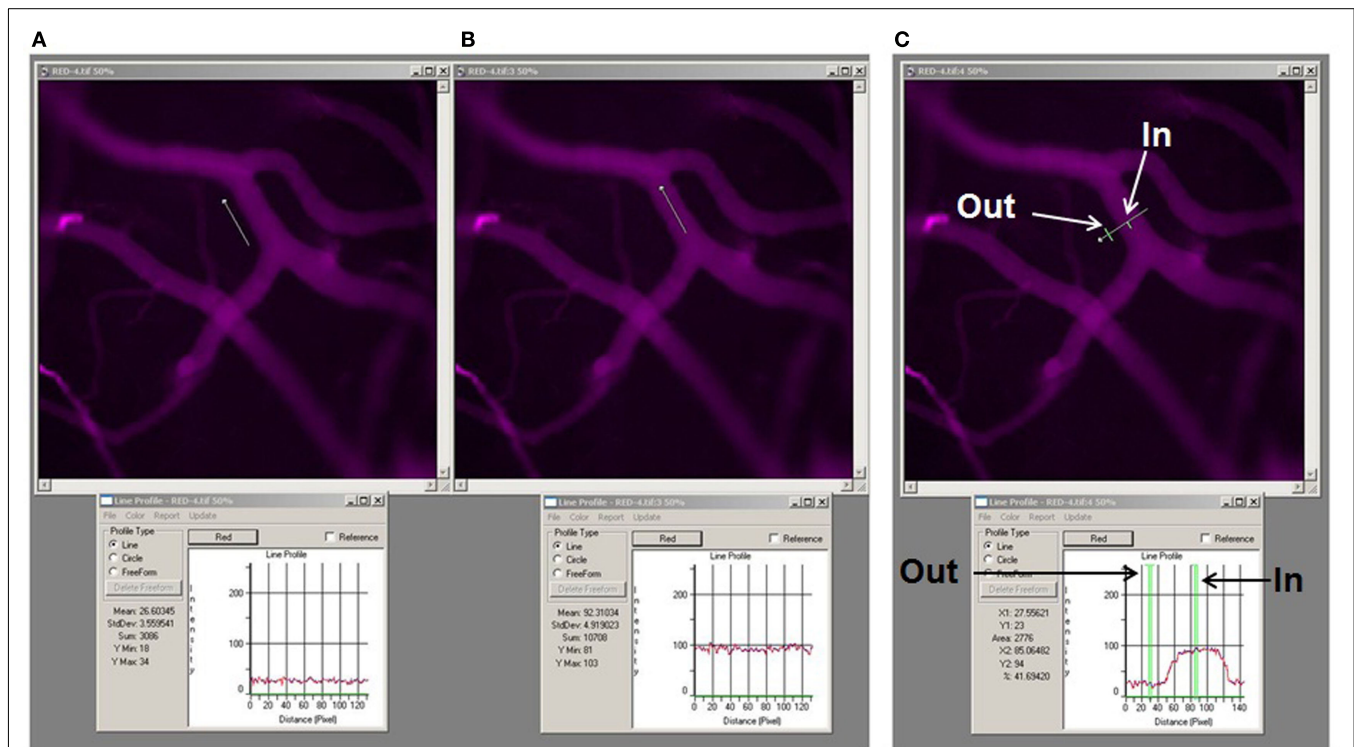 A
B
C
RED-4.tif 50%
RED-4.tif:3 50%
RED-4.tif:4 50%
In
Out
Line Profile - RED-4.tif 50%
File Color Report Update
Profile Type
Line
Circle
FreeForm
Delete Freeform
Red
Reference
Line Profile
Intensity
200
100
0
0 20 40 60 80 100 120
Distance (Pixel)
Mean: 26.60345
StdDev: 3.559541
Sum: 3086
Y Min: 18
Y Max: 34
Line Profile - RED-4.tif:3 50%
File Color Report Update
Profile Type
Line
Circle
FreeForm
Delete Freeform
Red
Reference
Line Profile
Intensity
200
100
0
0 20 40 60 80 100 120
Distance (Pixel)
Mean: 92.31034
StdDev: 4.919023
Sum: 10708
Y Min: 81
Y Max: 103
Line Profile - RED-4.tif:4 50%
File Color Report Update
Profile Type
Line
Circle
FreeForm
Delete Freeform
Red
Reference
Line Profile
Out
In
Intensity
200
100
0
0 20 40 60 80 100 140
Distance (Pixel)
X1: 27.55621
Y1: 23
Area: 2776
X2: 85.06482
Y2: 94
%: 41.69420